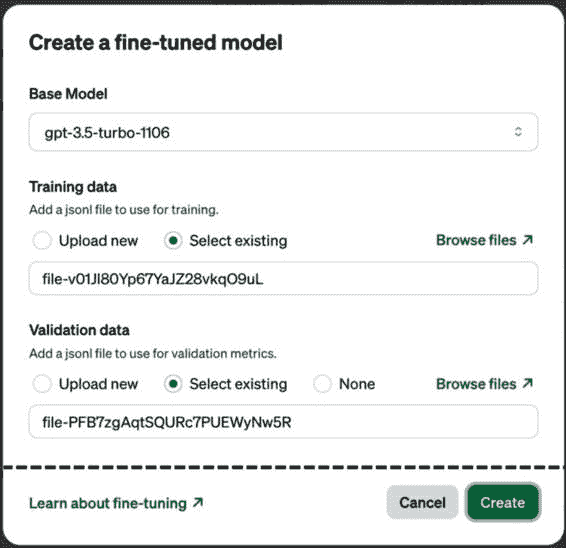 Create a fine-tuned model
Base Model
gpt-3.5-turbo-1106
Training data
Add a jsonl file to use for training.
Upload new Select existing Browse files ↗
file-v01Jl80Yp67YaJZ28vkqO9uL
Validation data
Add a jsonl file to use for validation metrics.
Upload new Select existing None Browse files ↗
file-PFB7zgAqtSQURc7PUEWyNw5R
Learn about fine-tuning ↗ Cancel Create